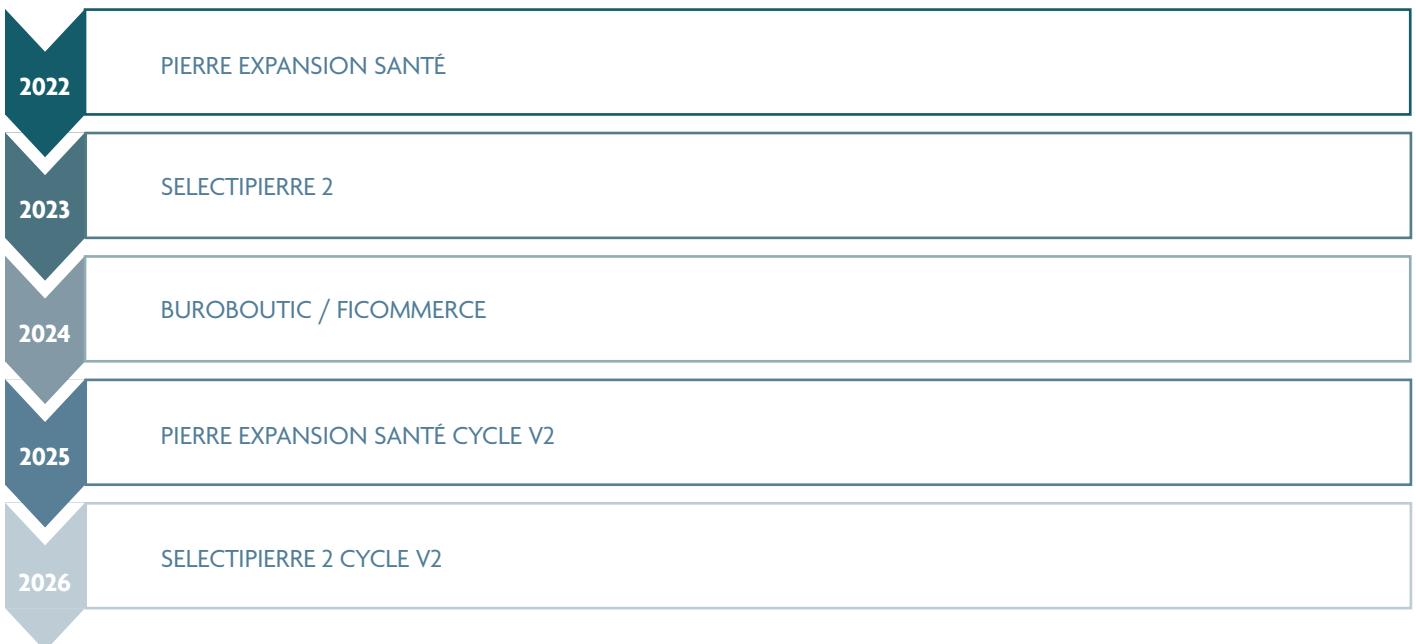 2022
PIERRE EXPANSION SANTÉ
2023
SELECTIPIERRE 2
2024
BUROBOUTIC / FICOMMERCE
2025
PIERRE EXPANSION SANTÉ CYCLE V2
2026
SELECTIPIERRE 2 CYCLE V2